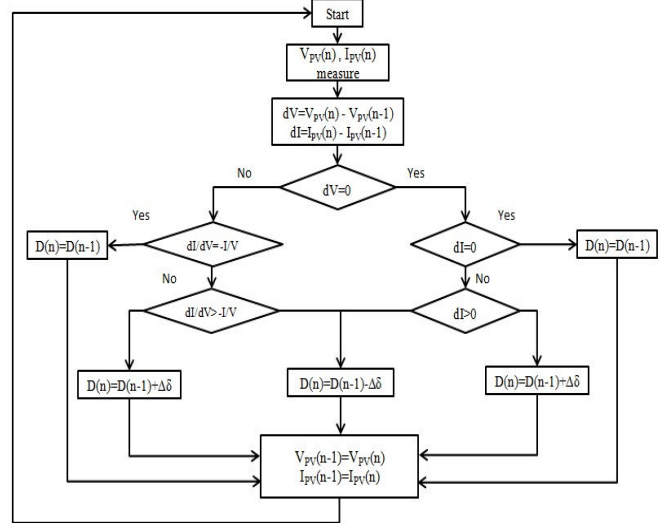 Start
V_PV(n) , I_PV(n)
measure
dV=V_PV(n) - V_PV(n-1)
dI=I_PV(n) - I_PV(n-1)
No
Yes
dV=0
Yes
Yes
D(n)=D(n-1)
dI/dV=-I/V
dI=0
D(n)=D(n-1)
No
No
dI/dV>-I/V
dI>0
D(n)=D(n-1)+Δδ
D(n)=D(n-1)-Δδ
D(n)=D(n-1)+Δδ
V_PV(n-1)=V_PV(n)
I_PV(n-1)=I_PV(n)